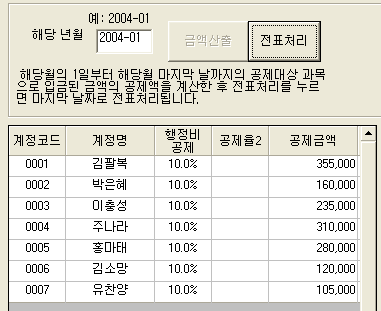 예: 2004-01
해당 년월 2004-01 금액산출 전표처리
해당월의 1일부터 해당월 마지막 날까지의 공제대상 과목
으로 입금된 금액의 공제액을 계산한 후 전표처리를 누르
면 마지막 날짜로 전표처리됩니다.
계정코드 계정명 행정비 공제 공제율2 공제금액
0001 김팔복 10.0% 355,000
0002 박은혜 10.0% 160,000
0003 이충성 10.0% 235,000
0004 주나라 10.0% 310,000
0005 홍마태 10.0% 280,000
0006 김소망 10.0% 120,000
0007 유찬양 10.0% 105,000